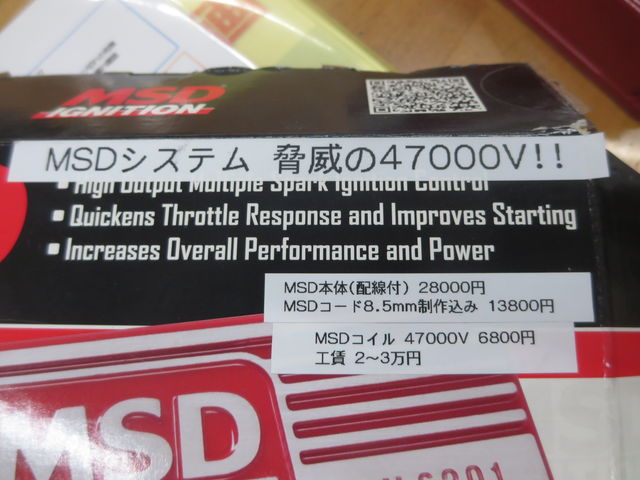 MSD
IGNITION
MSDシステム 脅威の47000V!!
• High Output Multiple Spark Ignition Control
• Quickens Throttle Response and Improves Starting
• Increases Overall Performance and Power
MSD本体(配線付) 28000円
MSDコード8.5mm制作込み 13800円
MSDコイル 47000V 6800円
工賃 2〜3万円
MSD
6201